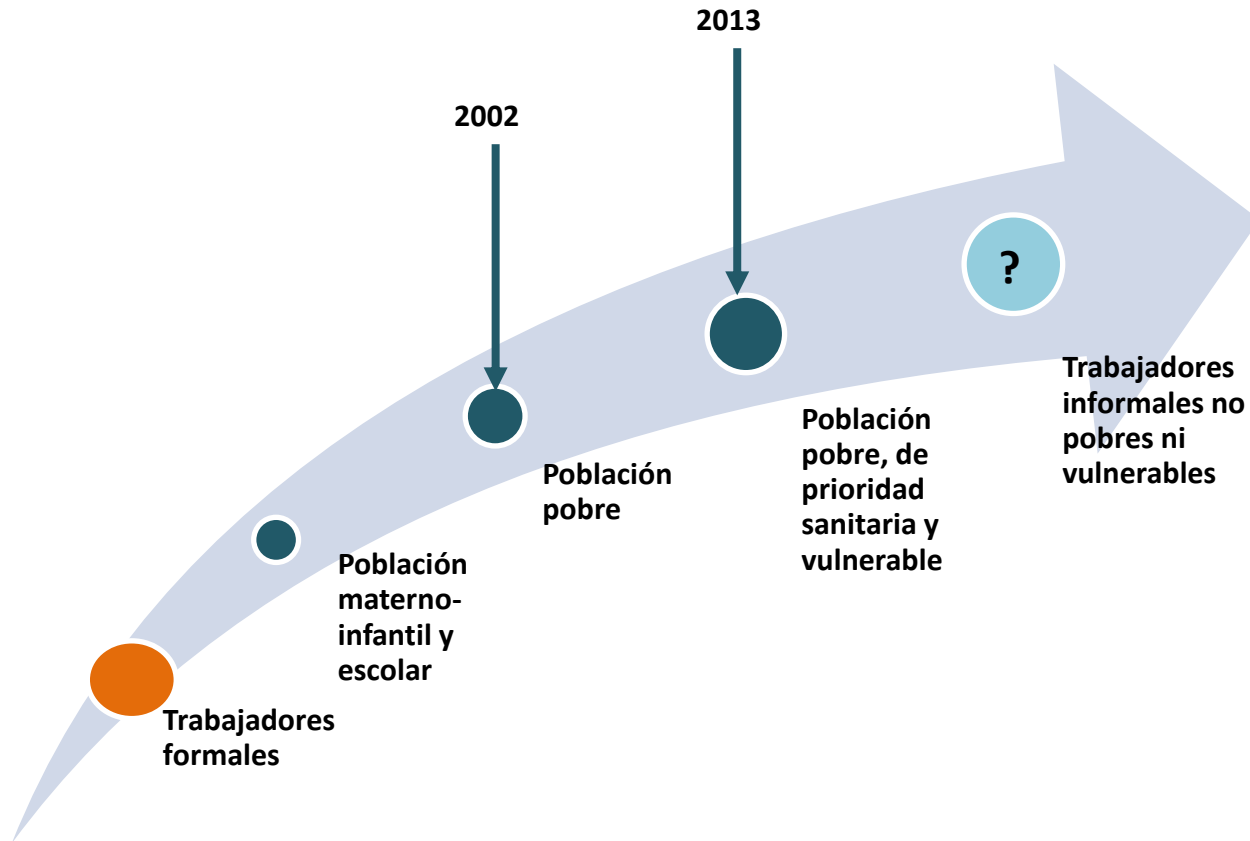 2013
2002
?
Trabajadores
informales no
pobres ni
vulnerables
Población
pobre, de
prioridad
sanitaria y
vulnerable
Población
pobre
Población
materno-
infantil y
escolar
Trabajadores
formales